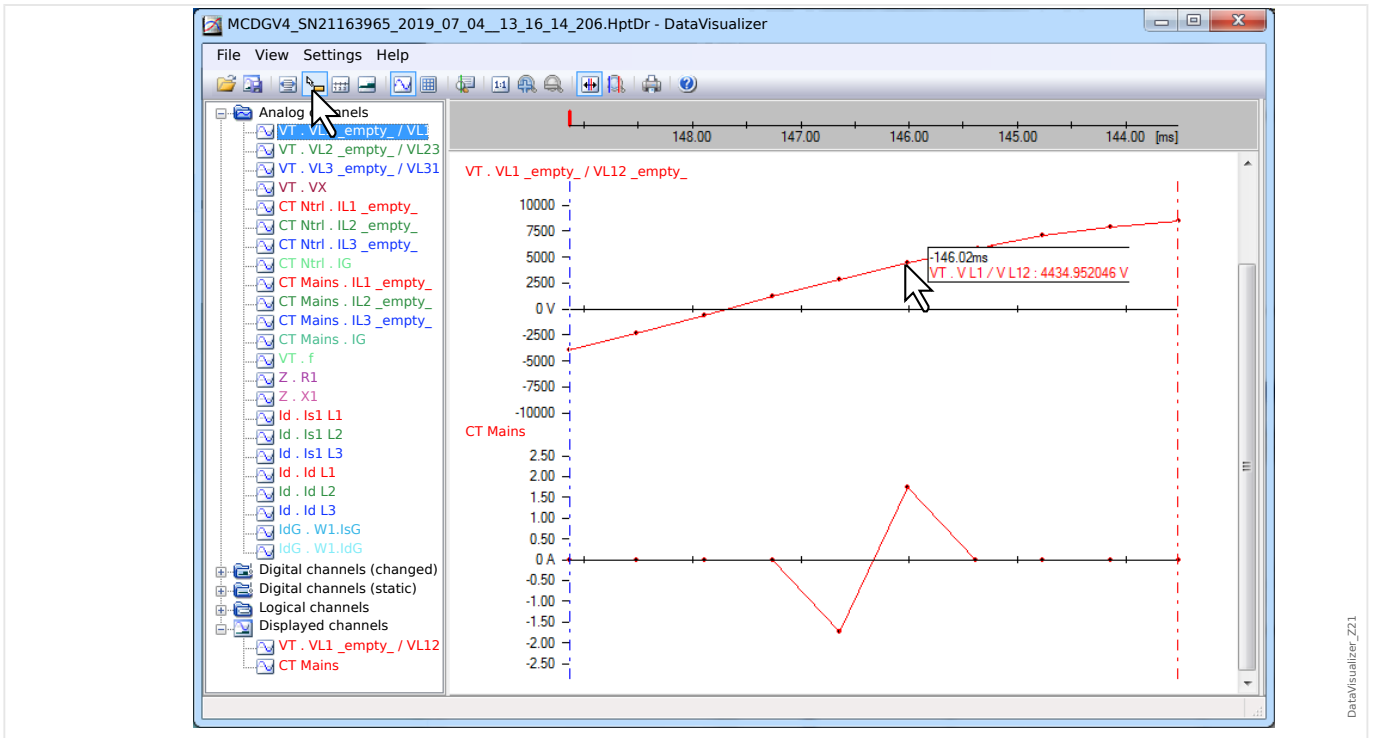 MCDGV4_SN21163965_2019_07_04__13_16_14_206.HptDr - DataVisualizer
File View Settings Help
1:1
Analog channels
VT . VL1 _empty_ / VL1
VT . VL2 _empty_ / VL23
VT . VL3 _empty_ / VL31
VT . VX
CT Ntrl . IL1 _empty_
CT Ntrl . IL2 _empty_
CT Ntrl . IL3 _empty_
CT Ntrl . IG
CT Mains . IL1 _empty_
CT Mains . IL2 _empty_
CT Mains . IL3 _empty_
CT Mains . IG
VT . f
Z . R1
Z . X1
Id . Is1 L1
Id . Is1 L2
Id . Is1 L3
Id . Id L1
Id . Id L2
Id . Id L3
IdG . W1.IsG
IdG . W1.IdG
Digital channels (changed)
Digital channels (static)
Logical channels
Displayed channels
VT . VL1 _empty_ / VL12
CT Mains
148.00 147.00 146.00 145.00 144.00 [ms]
VT . VL1 _empty_ / VL12 _empty_
10000
7500
5000
2500
0 V
-2500
-5000
-7500
-10000
-146.02ms
VT . V L1 / V L12 : 4434.952046 V
CT Mains
2.50
2.00
1.50
1.00
0.50
0 A
-0.50
-1.00
-1.50
-2.00
-2.50
DataVisualizer_Z21